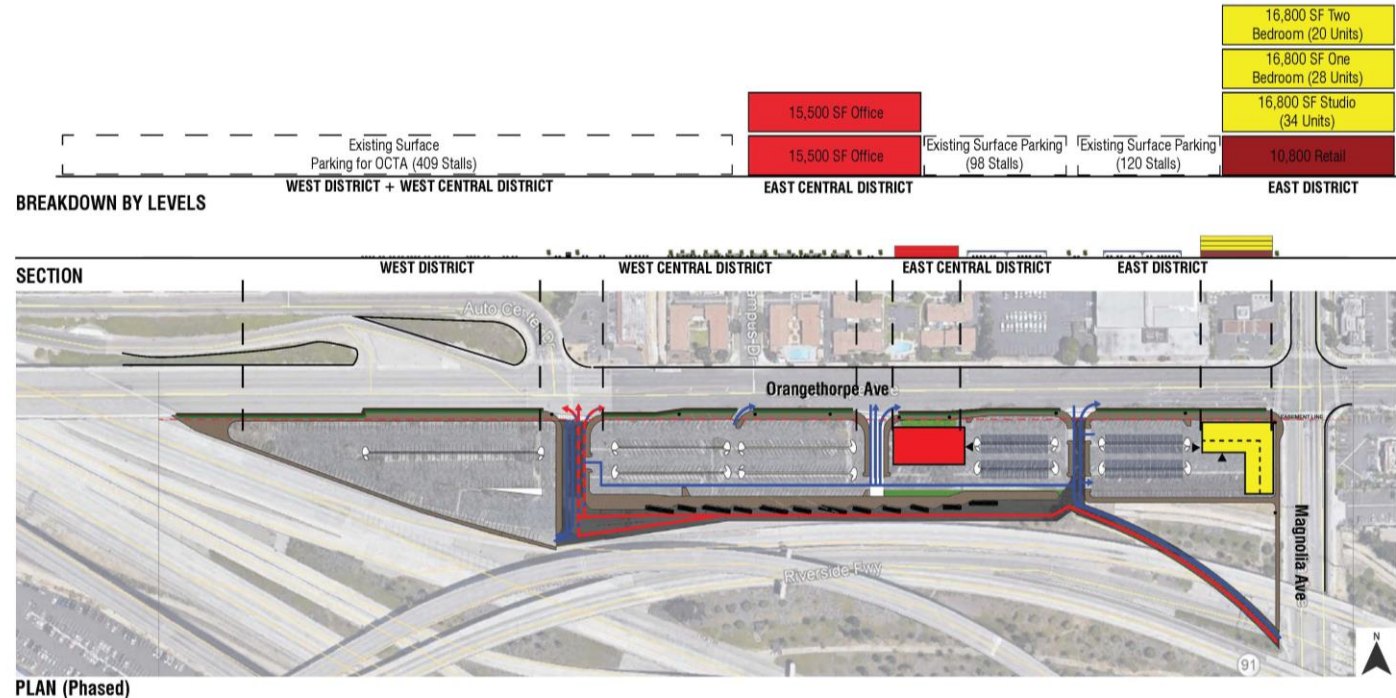 16,800 SF Two
Bedroom (20 Units)
16,800 SF One
Bedroom (28 Units)
16,800 SF Studio
(34 Units)
10,800 Retail
15,500 SF Office
15,500 SF Office
Existing Surface
Parking for OCTA (409 Stalls)
Existing Surface Parking
(98 Stalls)
Existing Surface Parking
(120 Stalls)
WEST DISTRICT + WEST CENTRAL DISTRICT
EAST CENTRAL DISTRICT
EAST DISTRICT
BREAKDOWN BY LEVELS
WEST DISTRICT
WEST CENTRAL DISTRICT
EAST CENTRAL DISTRICT
EAST DISTRICT
SECTION
Orangethorpe Ave
EASEMENT LINE
Magnolia Ave
Riverside Fwy
91
N
PLAN (Phased)